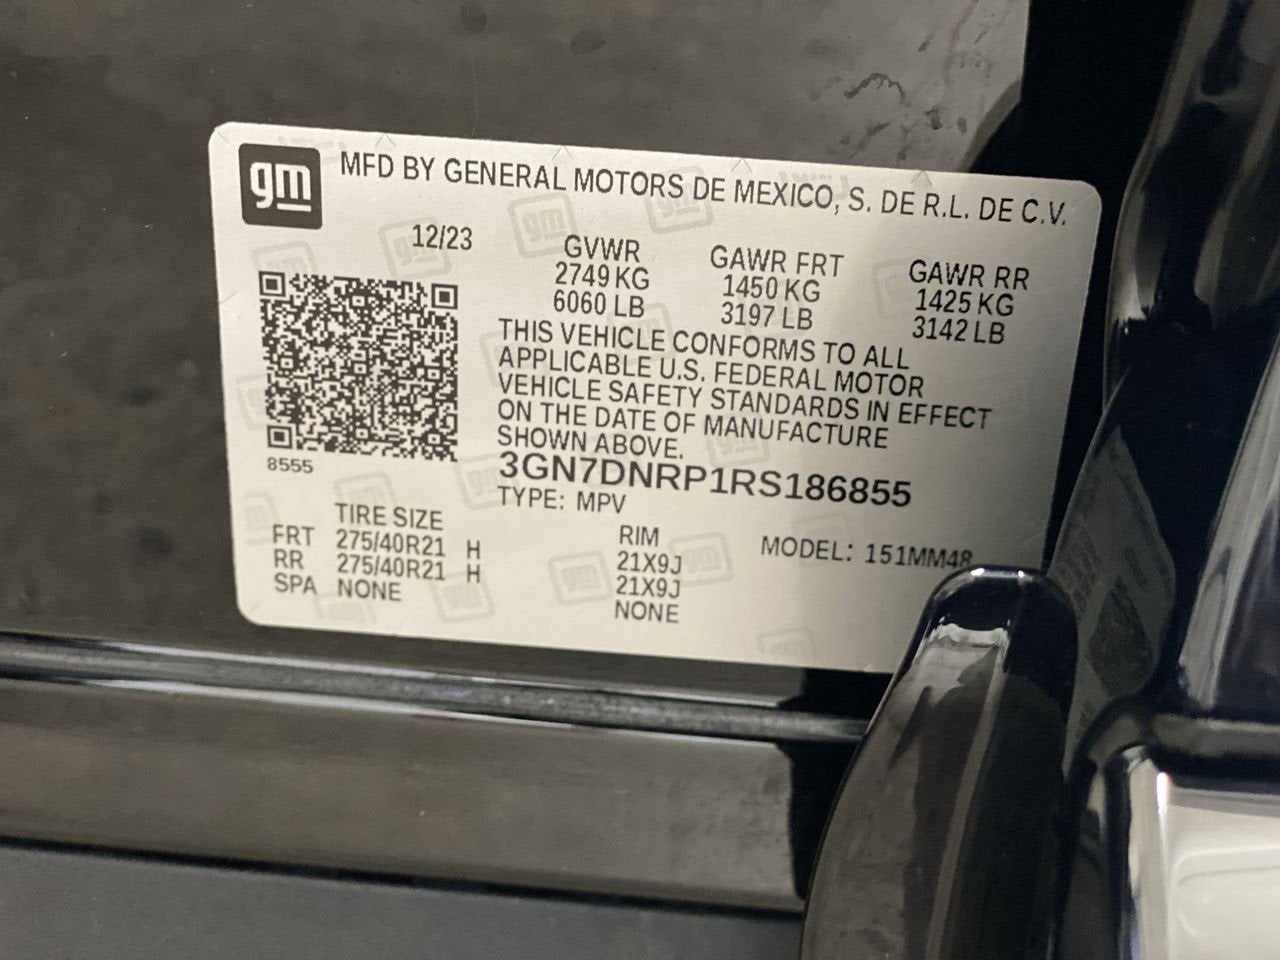 gm MFD BY GENERAL MOTORS DE MEXICO, S. DE R.L. DE C.V.
12/23 GVWR GAWR FRT GAWR RR
2749 KG 1450 KG 1425 KG
6060 LB 3197 LB 3142 LB
THIS VEHICLE CONFORMS TO ALL
APPLICABLE U.S. FEDERAL MOTOR
VEHICLE SAFETY STANDARDS IN EFFECT
ON THE DATE OF MANUFACTURE
SHOWN ABOVE.
8555 3GN7DNRP1RS186855
TYPE: MPV
TIRE SIZE RIM MODEL: 151MM48
FRT 275/40R21 H 21X9J
RR 275/40R21 H 21X9J
SPA NONE NONE